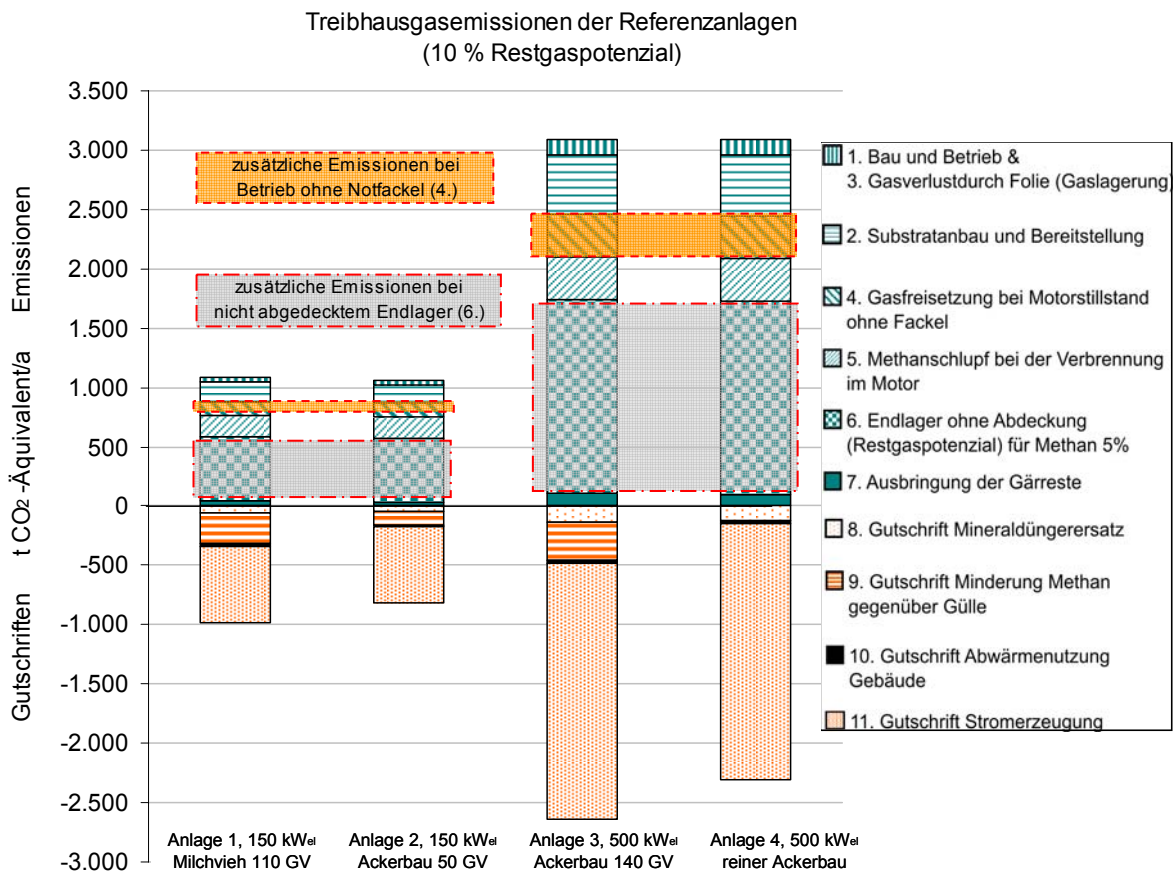 Treibhausgasemissionen der Referenzanlagen
(10 % Restgaspotenzial)
t CO2 -Äquivalent/a
Gutschriften
Emissionen
3.500
3.000
2.500
2.000
1.500
1.000
500
0
-500
-1.000
-1.500
-2.000
-2.500
-3.000
zusätzliche Emissionen bei
Betrieb ohne Notfackel (4.)
zusätzliche Emissionen bei
nicht abgedecktem Endlager (6.)
Anlage 1, 150 kWel
Milchvieh 110 GV
Anlage 2, 150 kWel
Ackerbau 50 GV
Anlage 3, 500 kWel
Ackerbau 140 GV
Anlage 4, 500 kWel
reiner Ackerbau
1. Bau und Betrieb &
3. Gasverlustdurch Folie (Gaslagerung)
2. Substratanbau und Bereitstellung
4. Gasfreisetzung bei Motorstillstand
ohne Fackel
5. Methanschlupf bei der Verbrennung
im Motor
6. Endlager ohne Abdeckung
(Restgaspotenzial) für Methan 5%
7. Ausbringung der Gärreste
8. Gutschrift Mineraldüngerersatz
9. Gutschrift Minderung Methan
gegenüber Gülle
10. Gutschrift Abwärmenutzung
Gebäude
11. Gutschrift Stromerzeugung